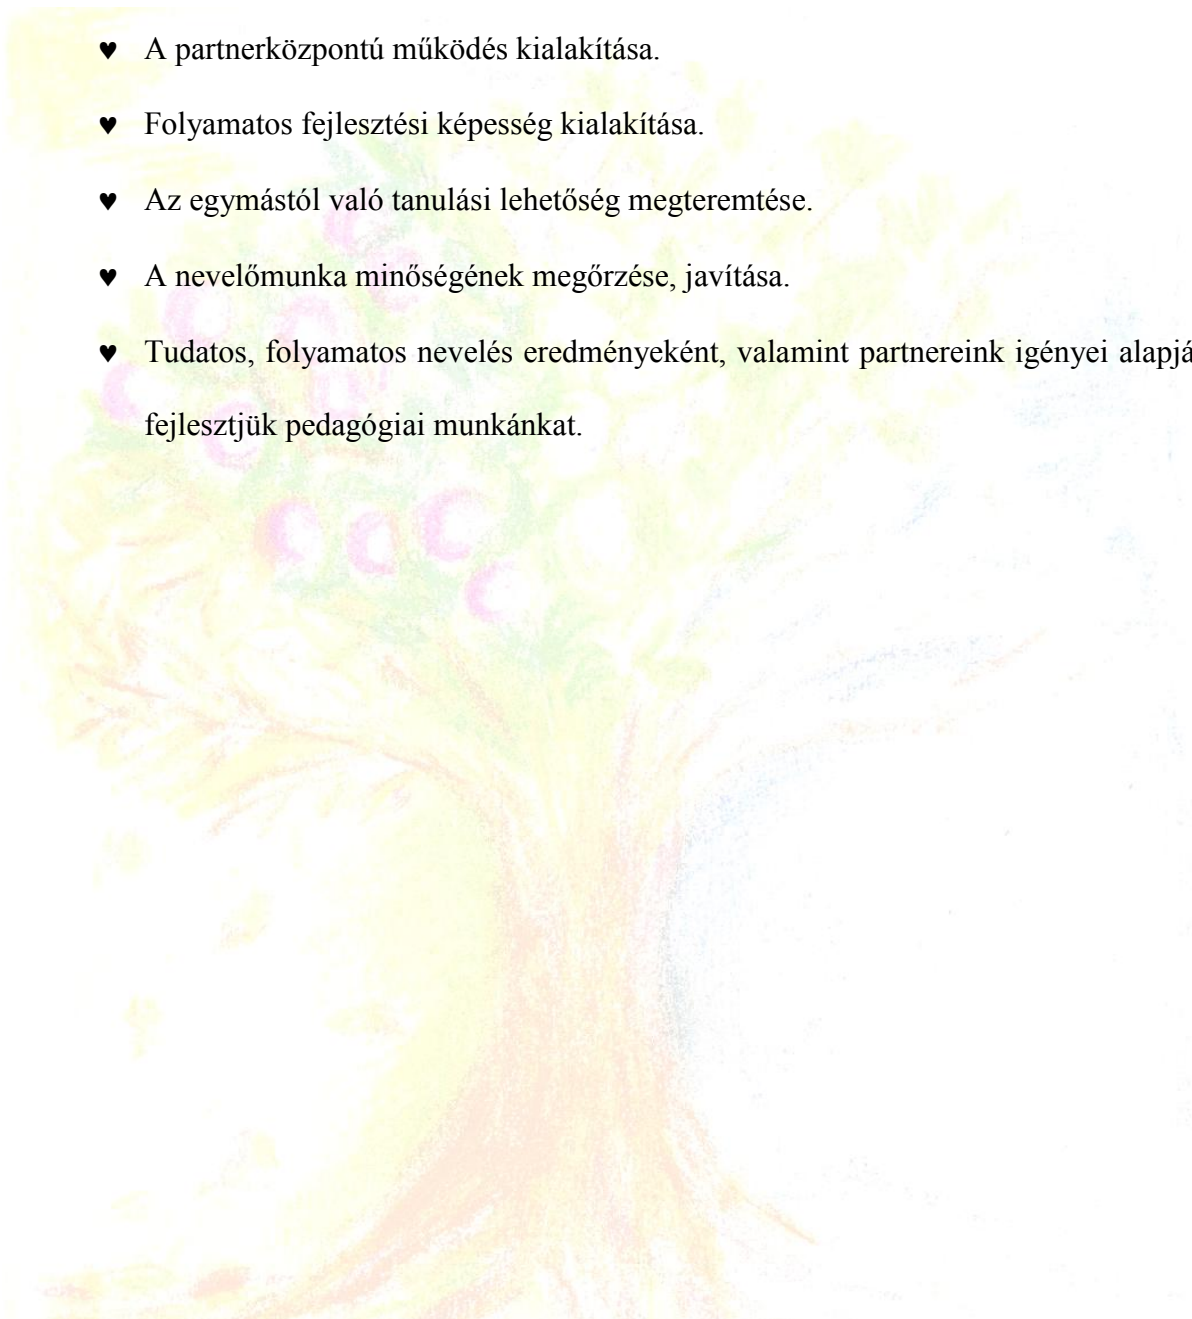 ♥ A partnerközpontú működés kialakítása.
♥ Folyamatos fejlesztési képesség kialakítása.
♥ Az egymástól való tanulási lehetőség megteremtése.
♥ A nevelőmunka minőségének megőrzése, javítása.
♥ Tudatos, folyamatos nevelés eredményeként, valamint partnereink igényei alapjá
fejlesztjük pedagógiai munkánkat.